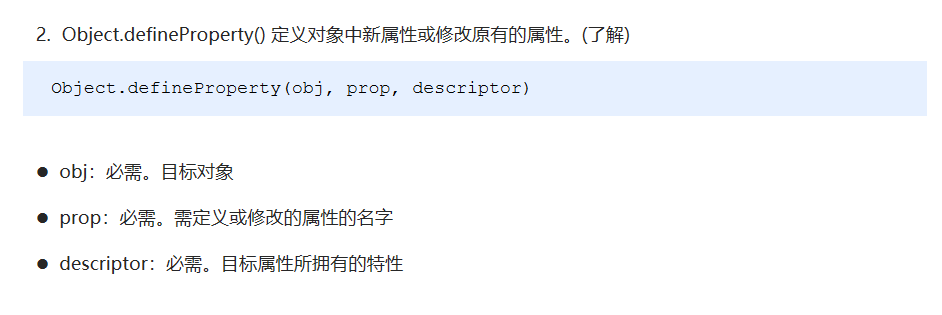 2. Object.defineProperty() 定义对象中新属性或修改原有的属性。(了解)
Object.defineProperty(obj, prop, descriptor)
● obj：必需。目标对象
● prop：必需。需定义或修改的属性的名字
● descriptor：必需。目标属性所拥有的特性